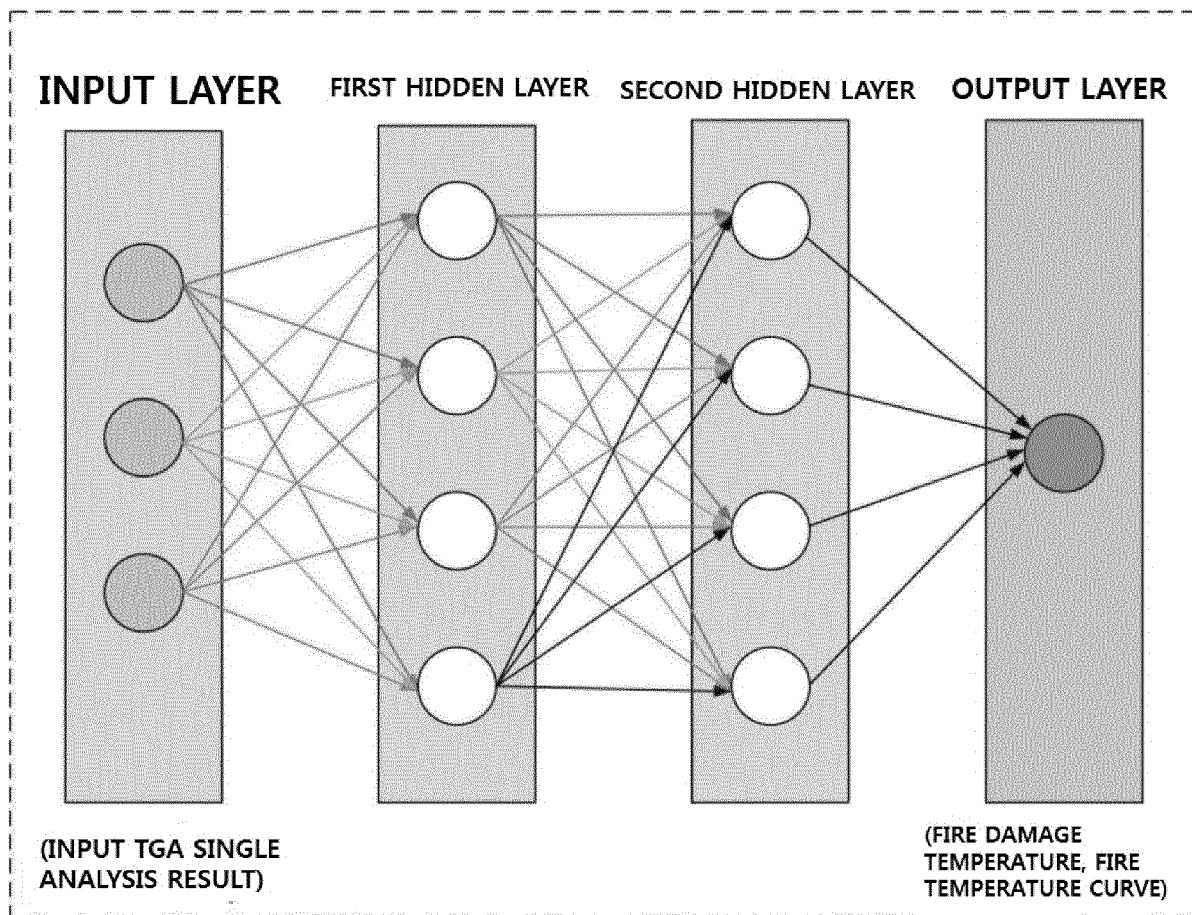 INPUT LAYER
FIRST HIDDEN LAYER
SECOND HIDDEN LAYER
OUTPUT LAYER
(INPUT TGA SINGLE
ANALYSIS RESULT)
(FIRE DAMAGE
TEMPERATURE, FIRE
TEMPERATURE CURVE)